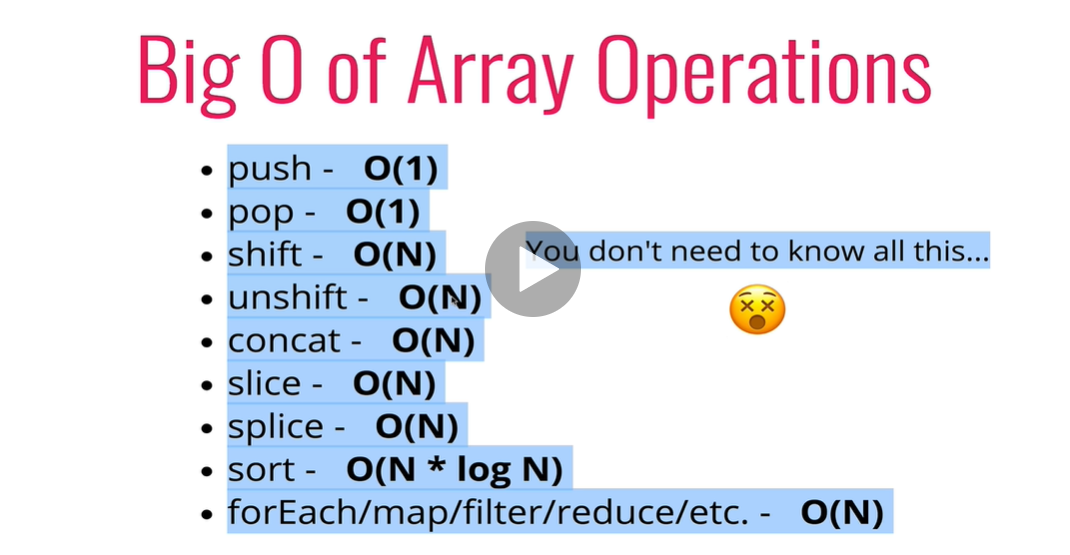 Big O of Array Operations
• push - O(1)
• pop - O(1)
• shift - O(N)
You don't need to know all this...
• unshift - O(N)
• concat - O(N)
• slice - O(N)
• splice - O(N)
• sort - O(N * log N)
• forEach/map/filter/reduce/etc. - O(N)